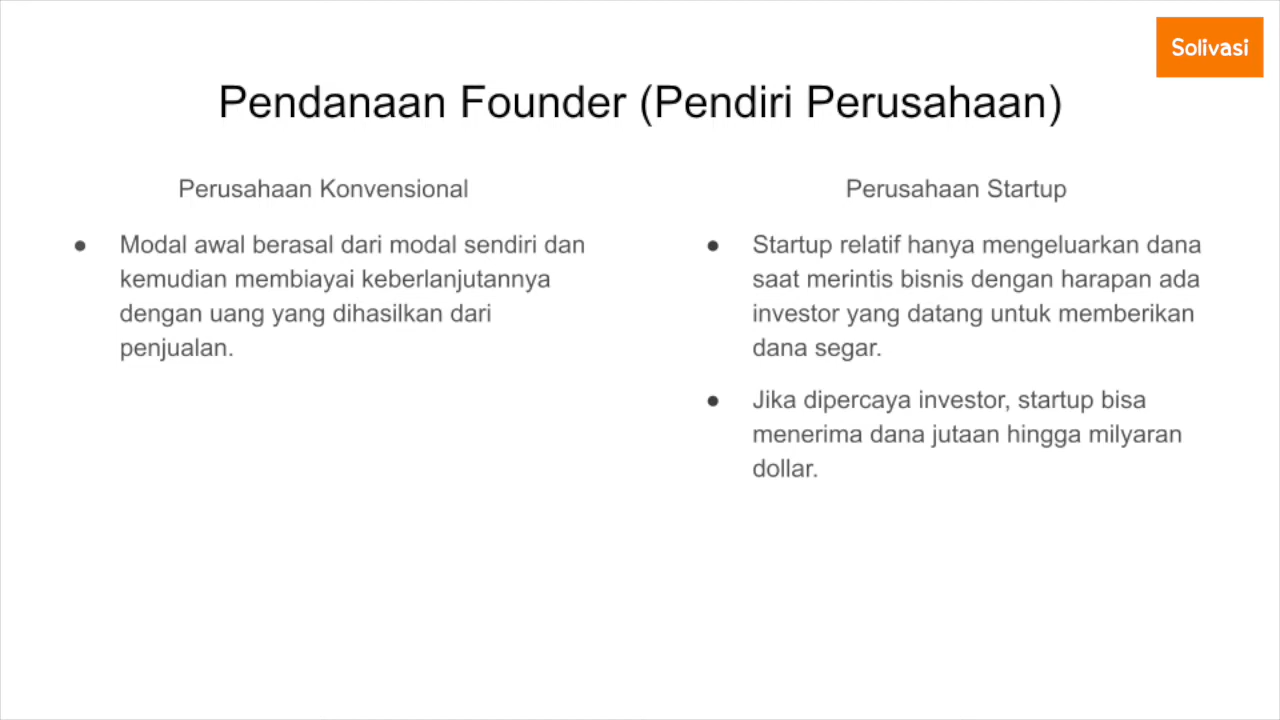 Solivasi
Pendanaan Founder (Pendiri Perusahaan)
Perusahaan Konvensional
● Modal awal berasal dari modal sendiri dan
kemudian membiayai keberlanjutannya
dengan uang yang dihasilkan dari
penjualan.
Perusahaan Startup
● Startup relatif hanya mengeluarkan dana
saat merintis bisnis dengan harapan ada
investor yang datang untuk memberikan
dana segar.
● Jika dipercaya investor, startup bisa
menerima dana jutaan hingga milyaran
dollar.